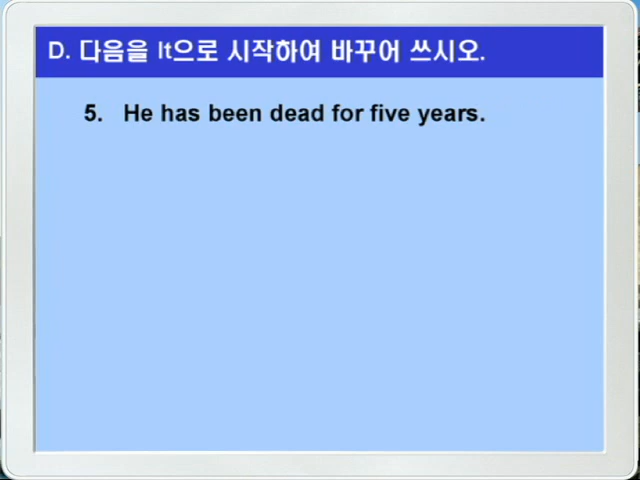 D. 다음을 It으로 시작하여 바꾸어 쓰시오.
5. He has been dead for five years.